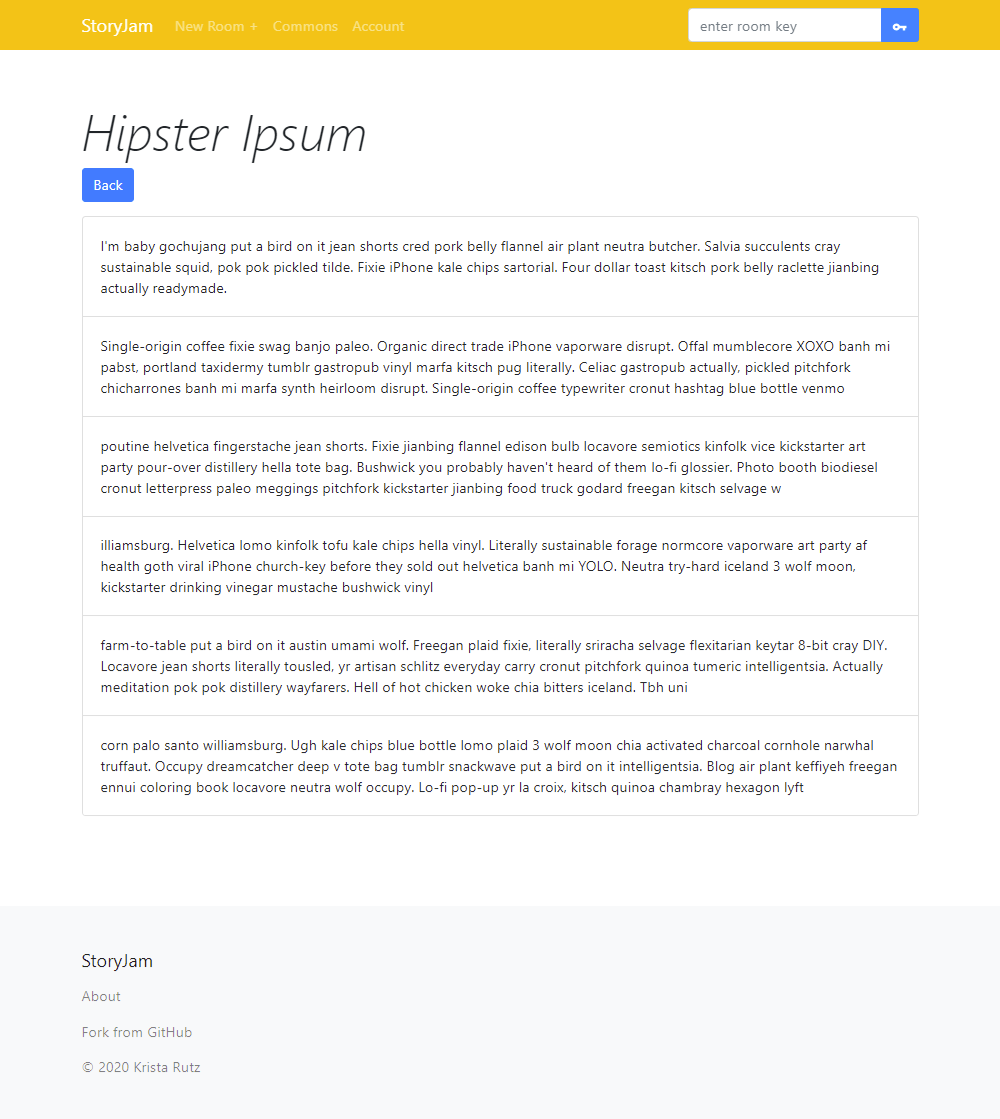 StoryJam New Room + Commons Account enter room key
Hipster Ipsum
Back
I'm baby gochujang put a bird on it jean shorts cred pork belly flannel air plant neutra butcher. Salvia succulents cray
sustainable squid, pok pok pickled tilde. Fixie iPhone kale chips sartorial. Four dollar toast kitsch pork belly raclette jianbing
actually readymade.
Single-origin coffee fixie swag banjo paleo. Organic direct trade iPhone vaporware disrupt. Offal mumblecore XOXO banh mi
pabst, portland taxidermy tumblr gastropub vinyl marfa kitsch pug literally. Celiac gastropub actually, pickled pitchfork
chicharrones banh mi marfa synth heirloom disrupt. Single-origin coffee typewriter cronut hashtag blue bottle venmo
poutine helvetica fingerstache jean shorts. Fixie jianbing flannel edison bulb locavore semiotics kinfolk vice kickstarter art
party pour-over distillery hella tote bag. Bushwick you probably haven't heard of them lo-fi glossier. Photo booth biodiesel
cronut letterpress paleo meggings pitchfork kickstarter jianbing food truck godard freegan kitsch selvage w
illiamsburg. Helvetica lomo kinfolk tofu kale chips hella vinyl. Literally sustainable forage normcore vaporware art party af
health goth viral iPhone church-key before they sold out helvetica banh mi YOLO. Neutra try-hard iceland 3 wolf moon,
kickstarter drinking vinegar mustache bushwick vinyl
farm-to-table put a bird on it austin umami wolf. Freegan plaid fixie, literally sriracha selvage flexitarian keytar 8-bit cray DIY.
Locavore jean shorts literally tousled, yr artisan schlitz everyday carry cronut pitchfork quinoa tumeric intelligentsia. Actually
meditation pok pok distillery wayfarers. Hell of hot chicken woke chia bitters iceland. Tbh uni
corn palo santo williamsburg. Ugh kale chips blue bottle lomo plaid 3 wolf moon chia activated charcoal cornhole narwhal
truffaut. Occupy dreamcatcher deep v tote bag tumblr snackwave put a bird on it intelligentsia. Blog air plant keffiyeh freegan
ennui coloring book locavore neutra wolf occupy. Lo-fi pop-up yr la croix, kitsch quinoa chambray hexagon lyft
StoryJam
About
Fork from GitHub
© 2020 Krista Rutz